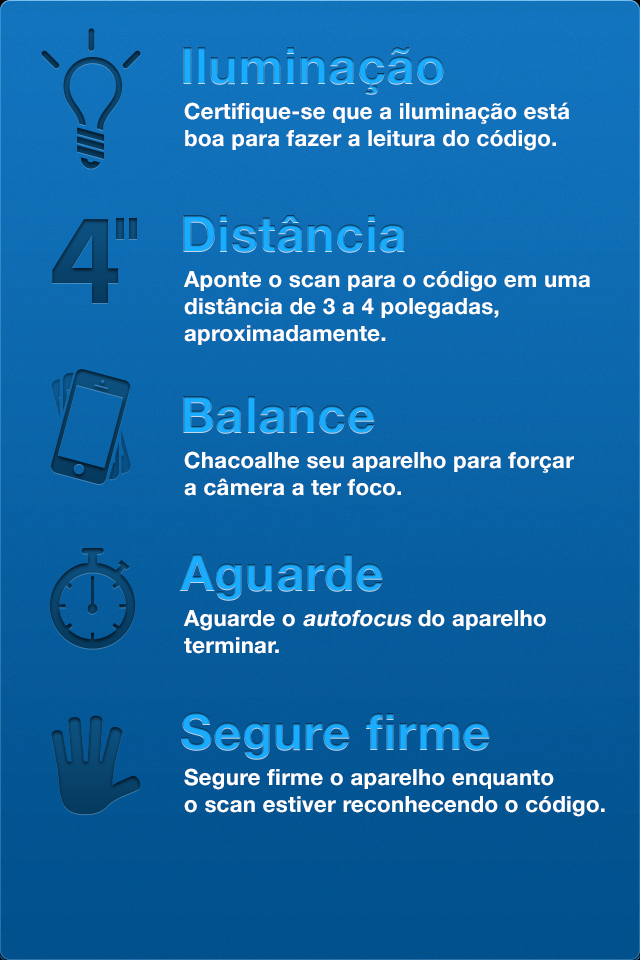 Iluminação
Certifique-se que a iluminação está
boa para fazer a leitura do código.
4"
Distância
Aponte o scan para o código em uma
distância de 3 a 4 polegadas,
aproximadamente.
Balance
Chacoalhe seu aparelho para forçar
a câmera a ter foco.
Aguarde
Aguarde o autofocus do aparelho
terminar.
Segure firme
Segure firme o aparelho enquanto
o scan estiver reconhecendo o código.